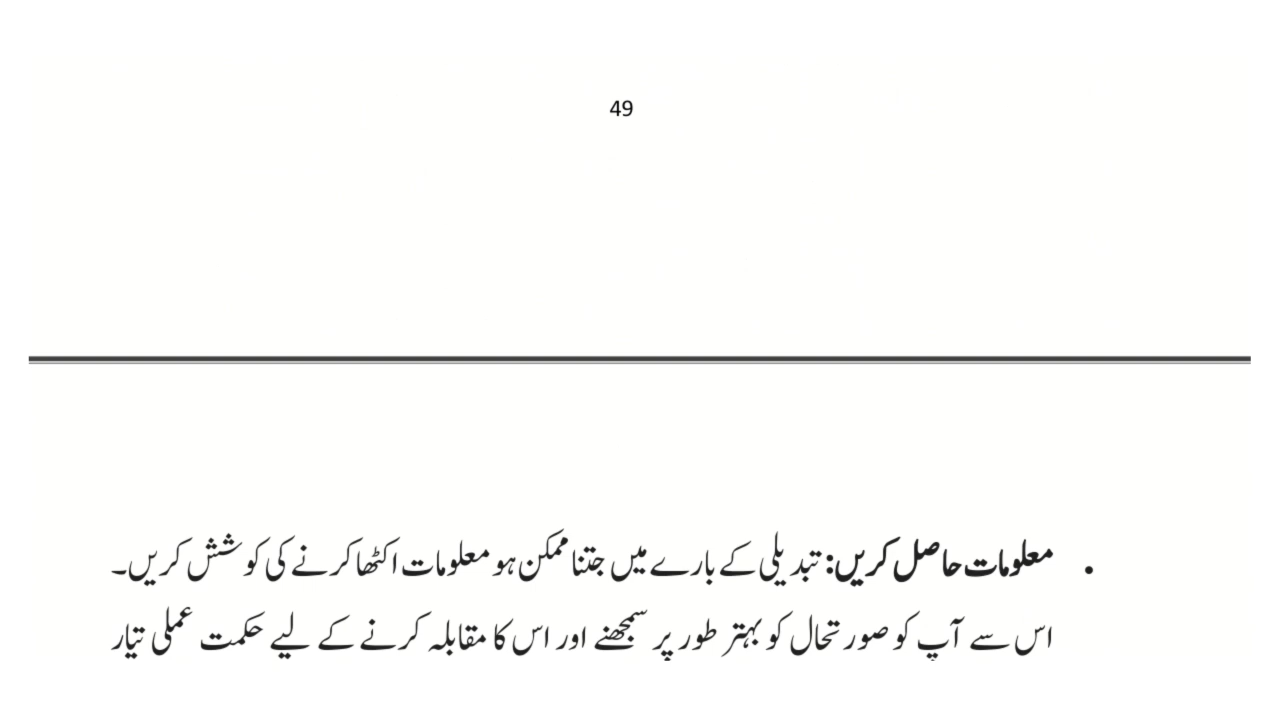 49
• معلومات حاصل کریں: تبدیلی کے بارے میں جتنا ممکن ہو معلومات اکٹھا کرنے کی کوشش کریں۔
اس سے آپ کو صورتحال کو بہتر طور پر سمجھنے اور اس کا مقابلہ کرنے کے لیے حکمت عملی تیار